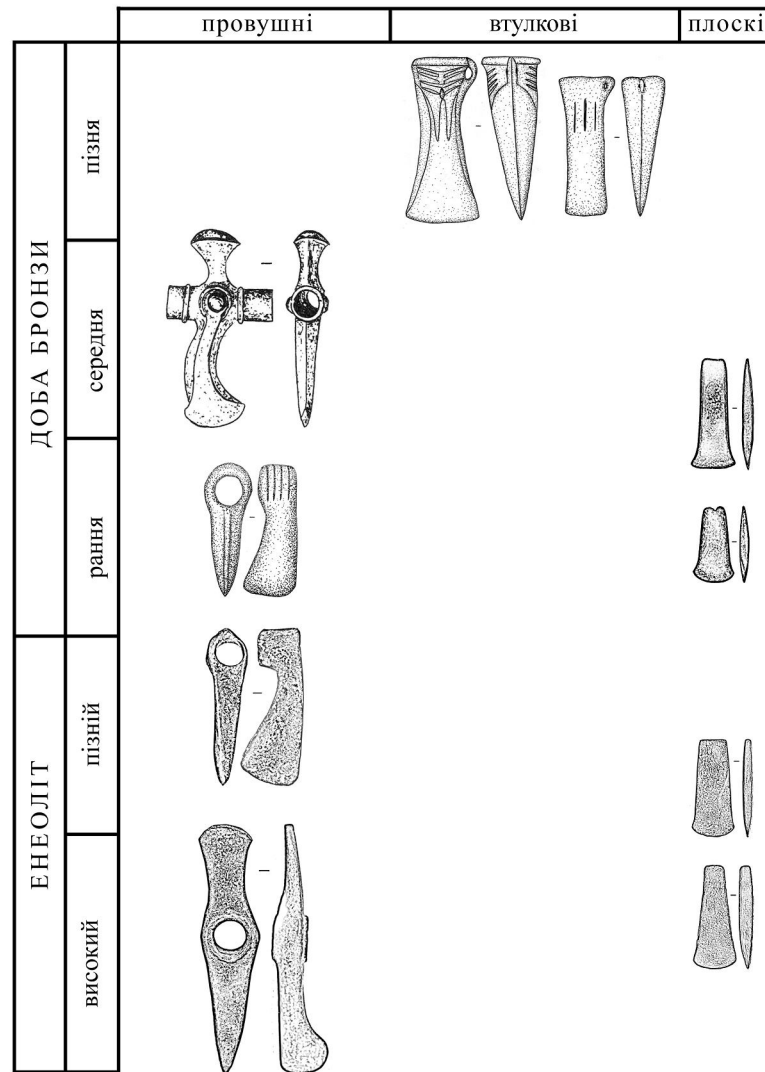 провушні втулкові плоскі
ДОБА БРОНЗИ
пізня
середня
рання
ЕНЕОЛІТ
пізній
високий